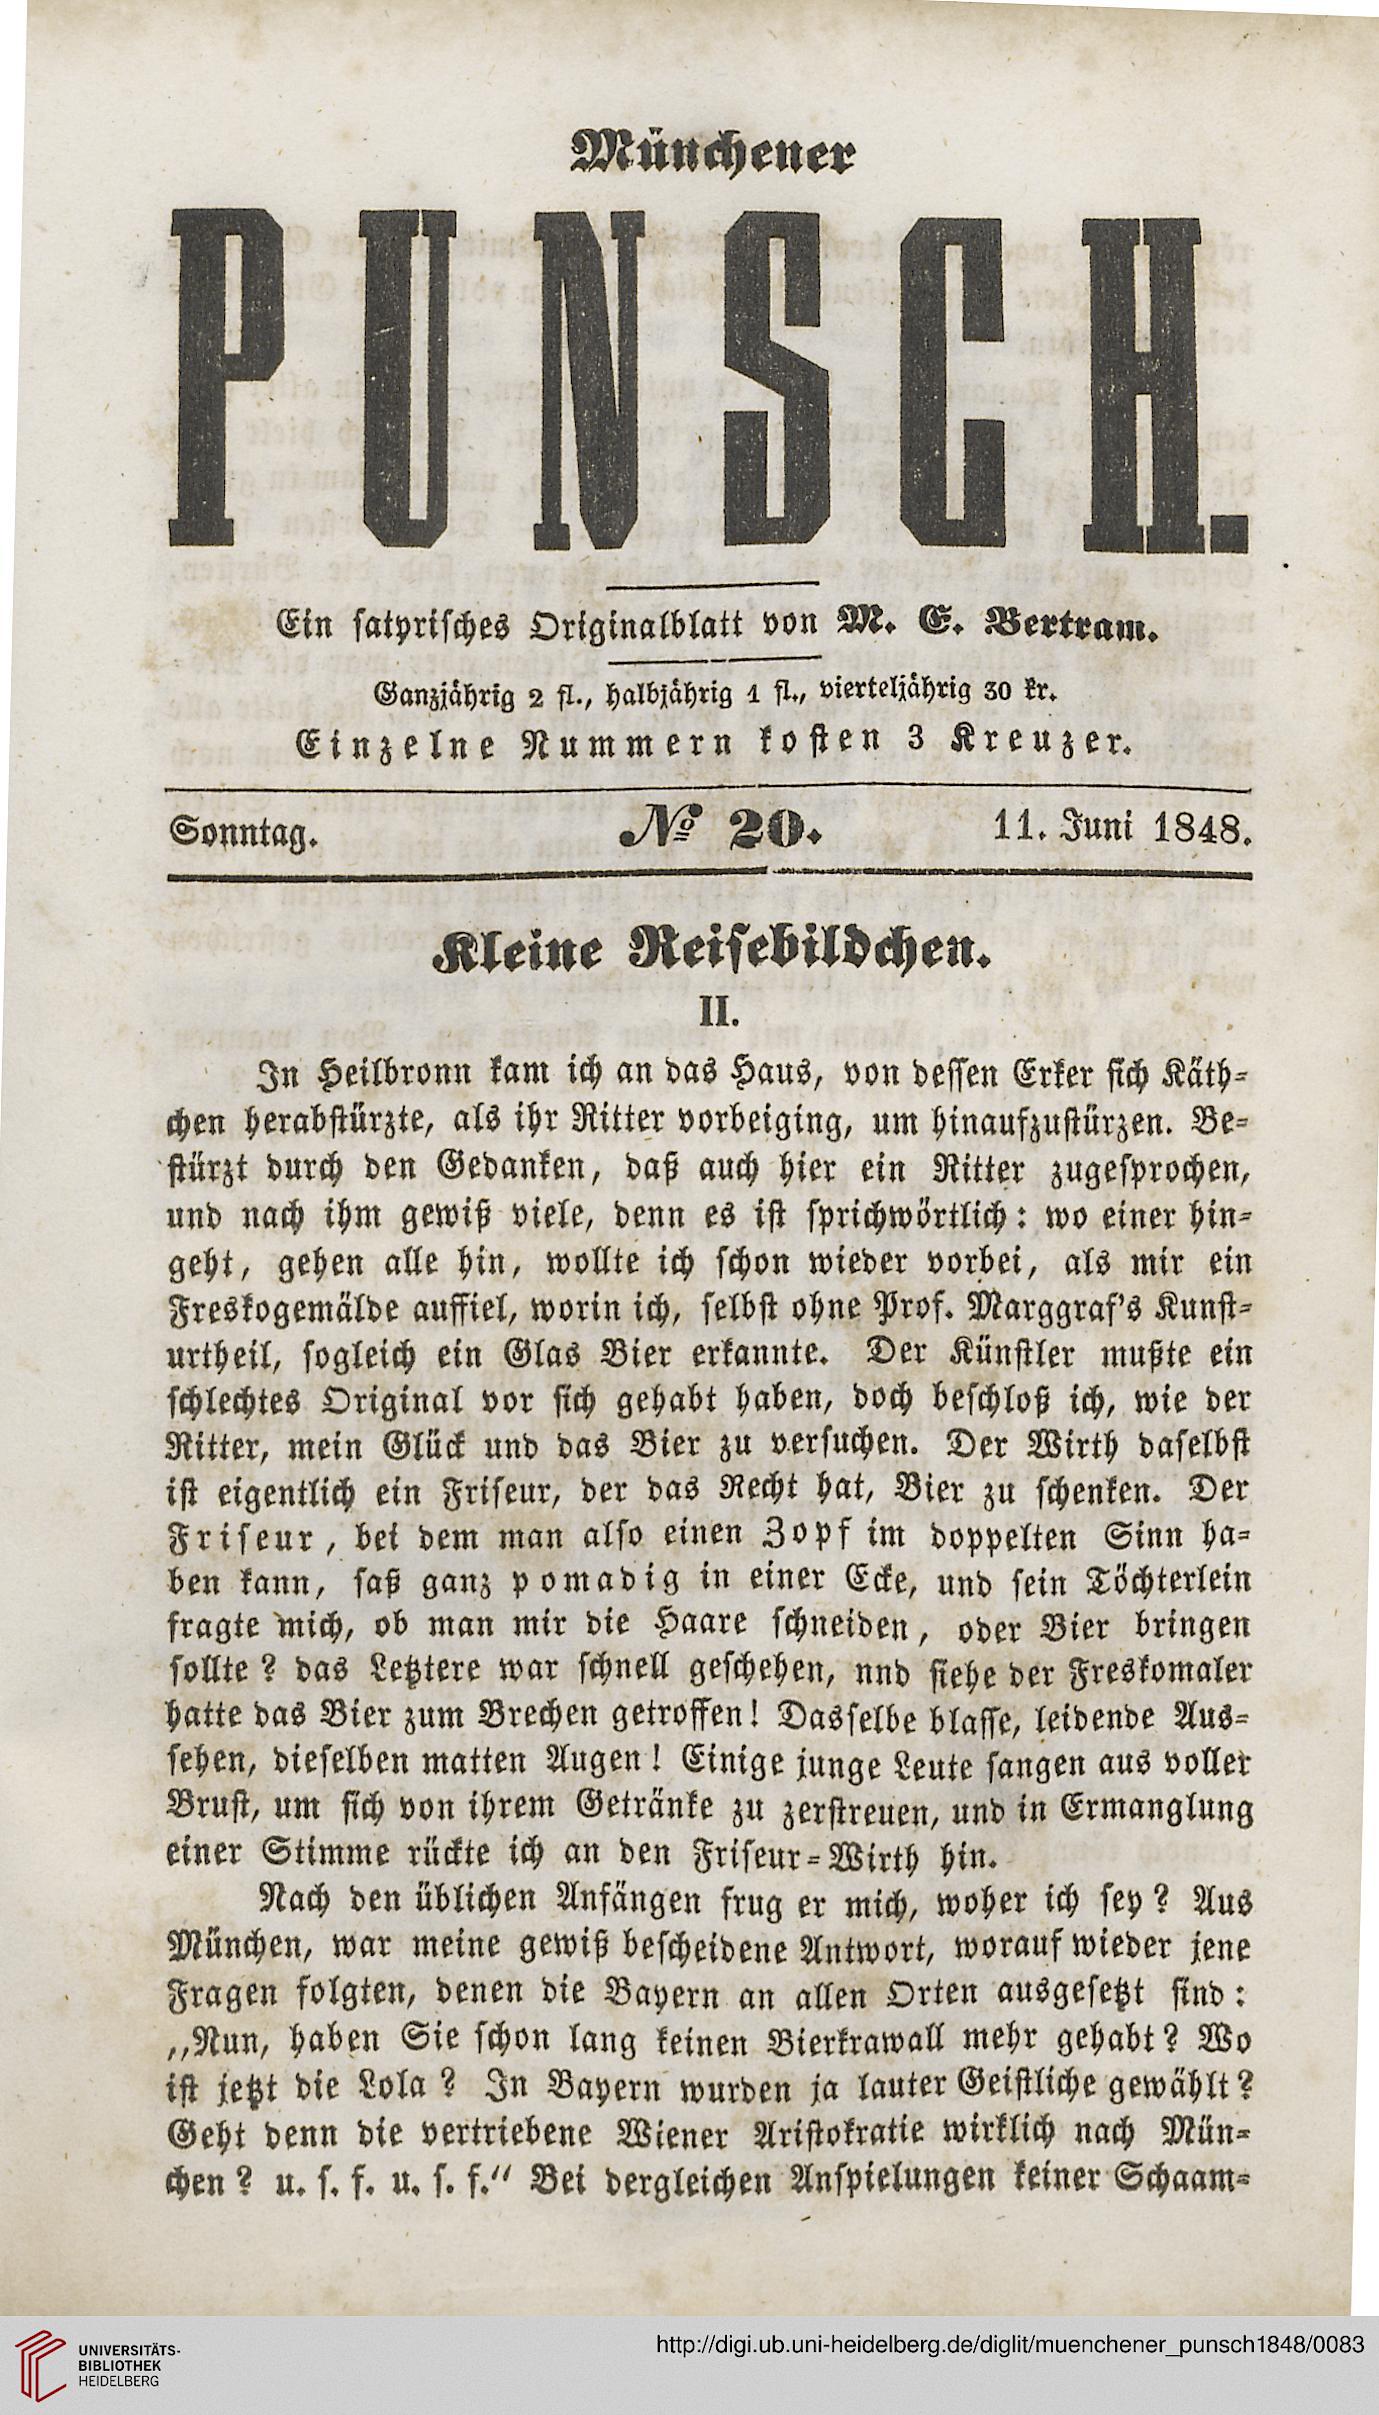 Münchener
PUNSCH.
Ein satyrisches Originalblatt von M. E. Bertram.
Ganzjährig 2 fl., halbjährig 1 fl., vierteljährig 30 kr.
Einzelne Nummern kosten 3 Kreuzer.
Sonntag. № 20. 11. Juni 1848.
Kleine Reisebildchen.
II.
In Heilbronn kam ich an das Haus, von dessen Erker sich Käth-
chen herabstürzte, als ihr Ritter vorbeiging, um hinaufzustürzen. Be-
stürzt durch den Gedanken, daß auch hier ein Ritter zugesprochen,
und nach ihm gewiß viele, denn es ist sprichwörtlich: wo einer hin-
geht, gehen alle hin, wollte ich schon wieder vorbei, als mir ein
Freskogemälde auffiel, worin ich, selbst ohne Prof. Marggraf's Kunst-
urtheil, sogleich ein Glas Bier erkannte. Der Künstler mußte ein
schlechtes Original vor sich gehabt haben, doch beschloß ich, wie der
Ritter, mein Glück und das Bier zu versuchen. Der Wirth daselbst
ist eigentlich ein Friseur, der das Recht hat, Bier zu schenken. Der
Friseur, bei dem man also einen Zopf im doppelten Sinn ha-
ben kann, saß ganz pomadig in einer Ecke, und sein Töchterlein
fragte mich, ob man mir die Haare schneiden, oder Bier bringen
sollte? das Letztere war schnell geschehen, nnd siehe der Freskomaler
hatte das Bier zum Brechen getroffen! Dasselbe blasse, leidende Aus-
sehen, dieselben matten Augen! Einige junge Leute sangen aus voller
Brust, um sich von ihrem Getränke zu zerstreuen, und in Ermanglung
einer Stimme rückte ich an den Friseur-Wirth hin.
Nach den üblichen Anfängen frug er mich, woher ich sey? Aus
München, war meine gewiß bescheidene Antwort, worauf wieder jene
Fragen folgten, denen die Bayern an allen Orten ausgesetzt sind:
„Nun, haben Sie schon lang keinen Bierkrawall mehr gehabt? Wo
ist jetzt die Lola? In Bayern wurden ja lauter Geistliche gewählt?
Geht denn die vertriebene Wiener Aristokratie wirklich nach Mün-
chen? u. s. f. u. s. f." Bei dergleichen Anspielungen keiner Schaam-
UNIVERSITÄTS-
BIBLIOTHEK
HEIDELBERG
http://digi.ub.uni-heidelberg.de/diglit/muenchener_punsch1848/0083